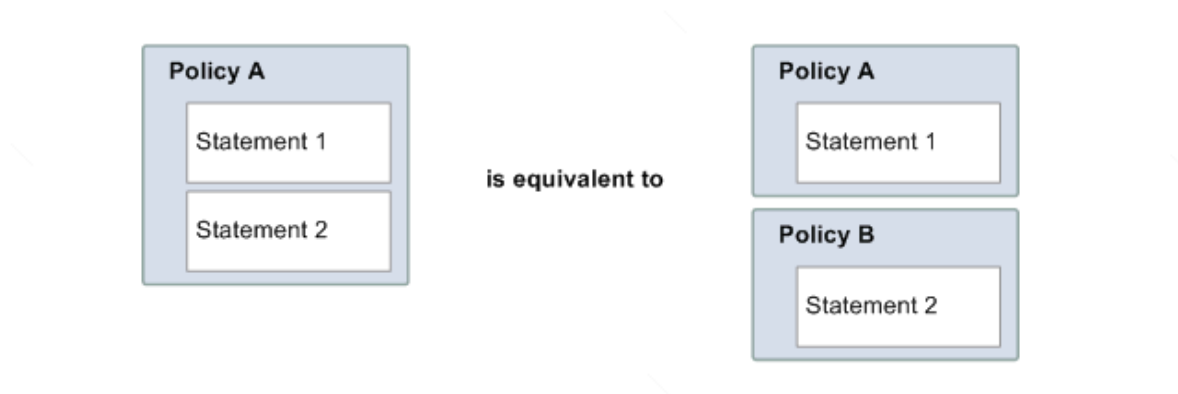 Policy A
Statement 1
Statement 2
is equivalent to
Policy A
Statement 1
Policy B
Statement 2